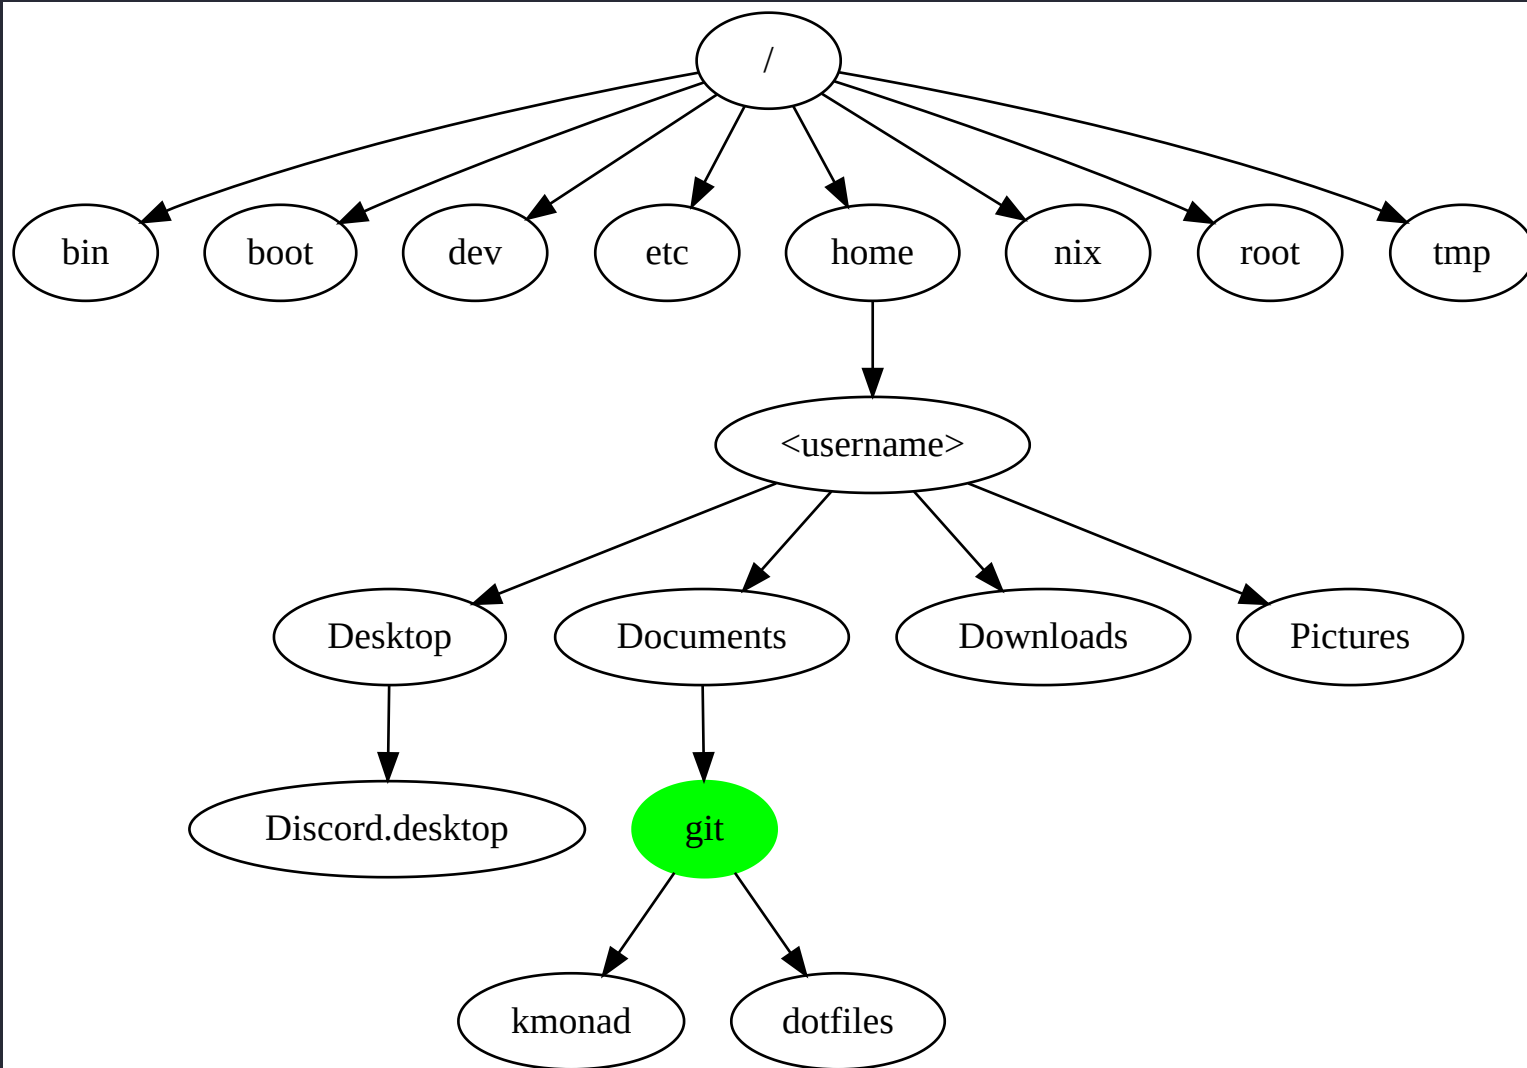 /
bin boot dev etc home nix root tmp
<username>
Desktop Documents Downloads Pictures
Discord.desktop git
kmonad dotfiles